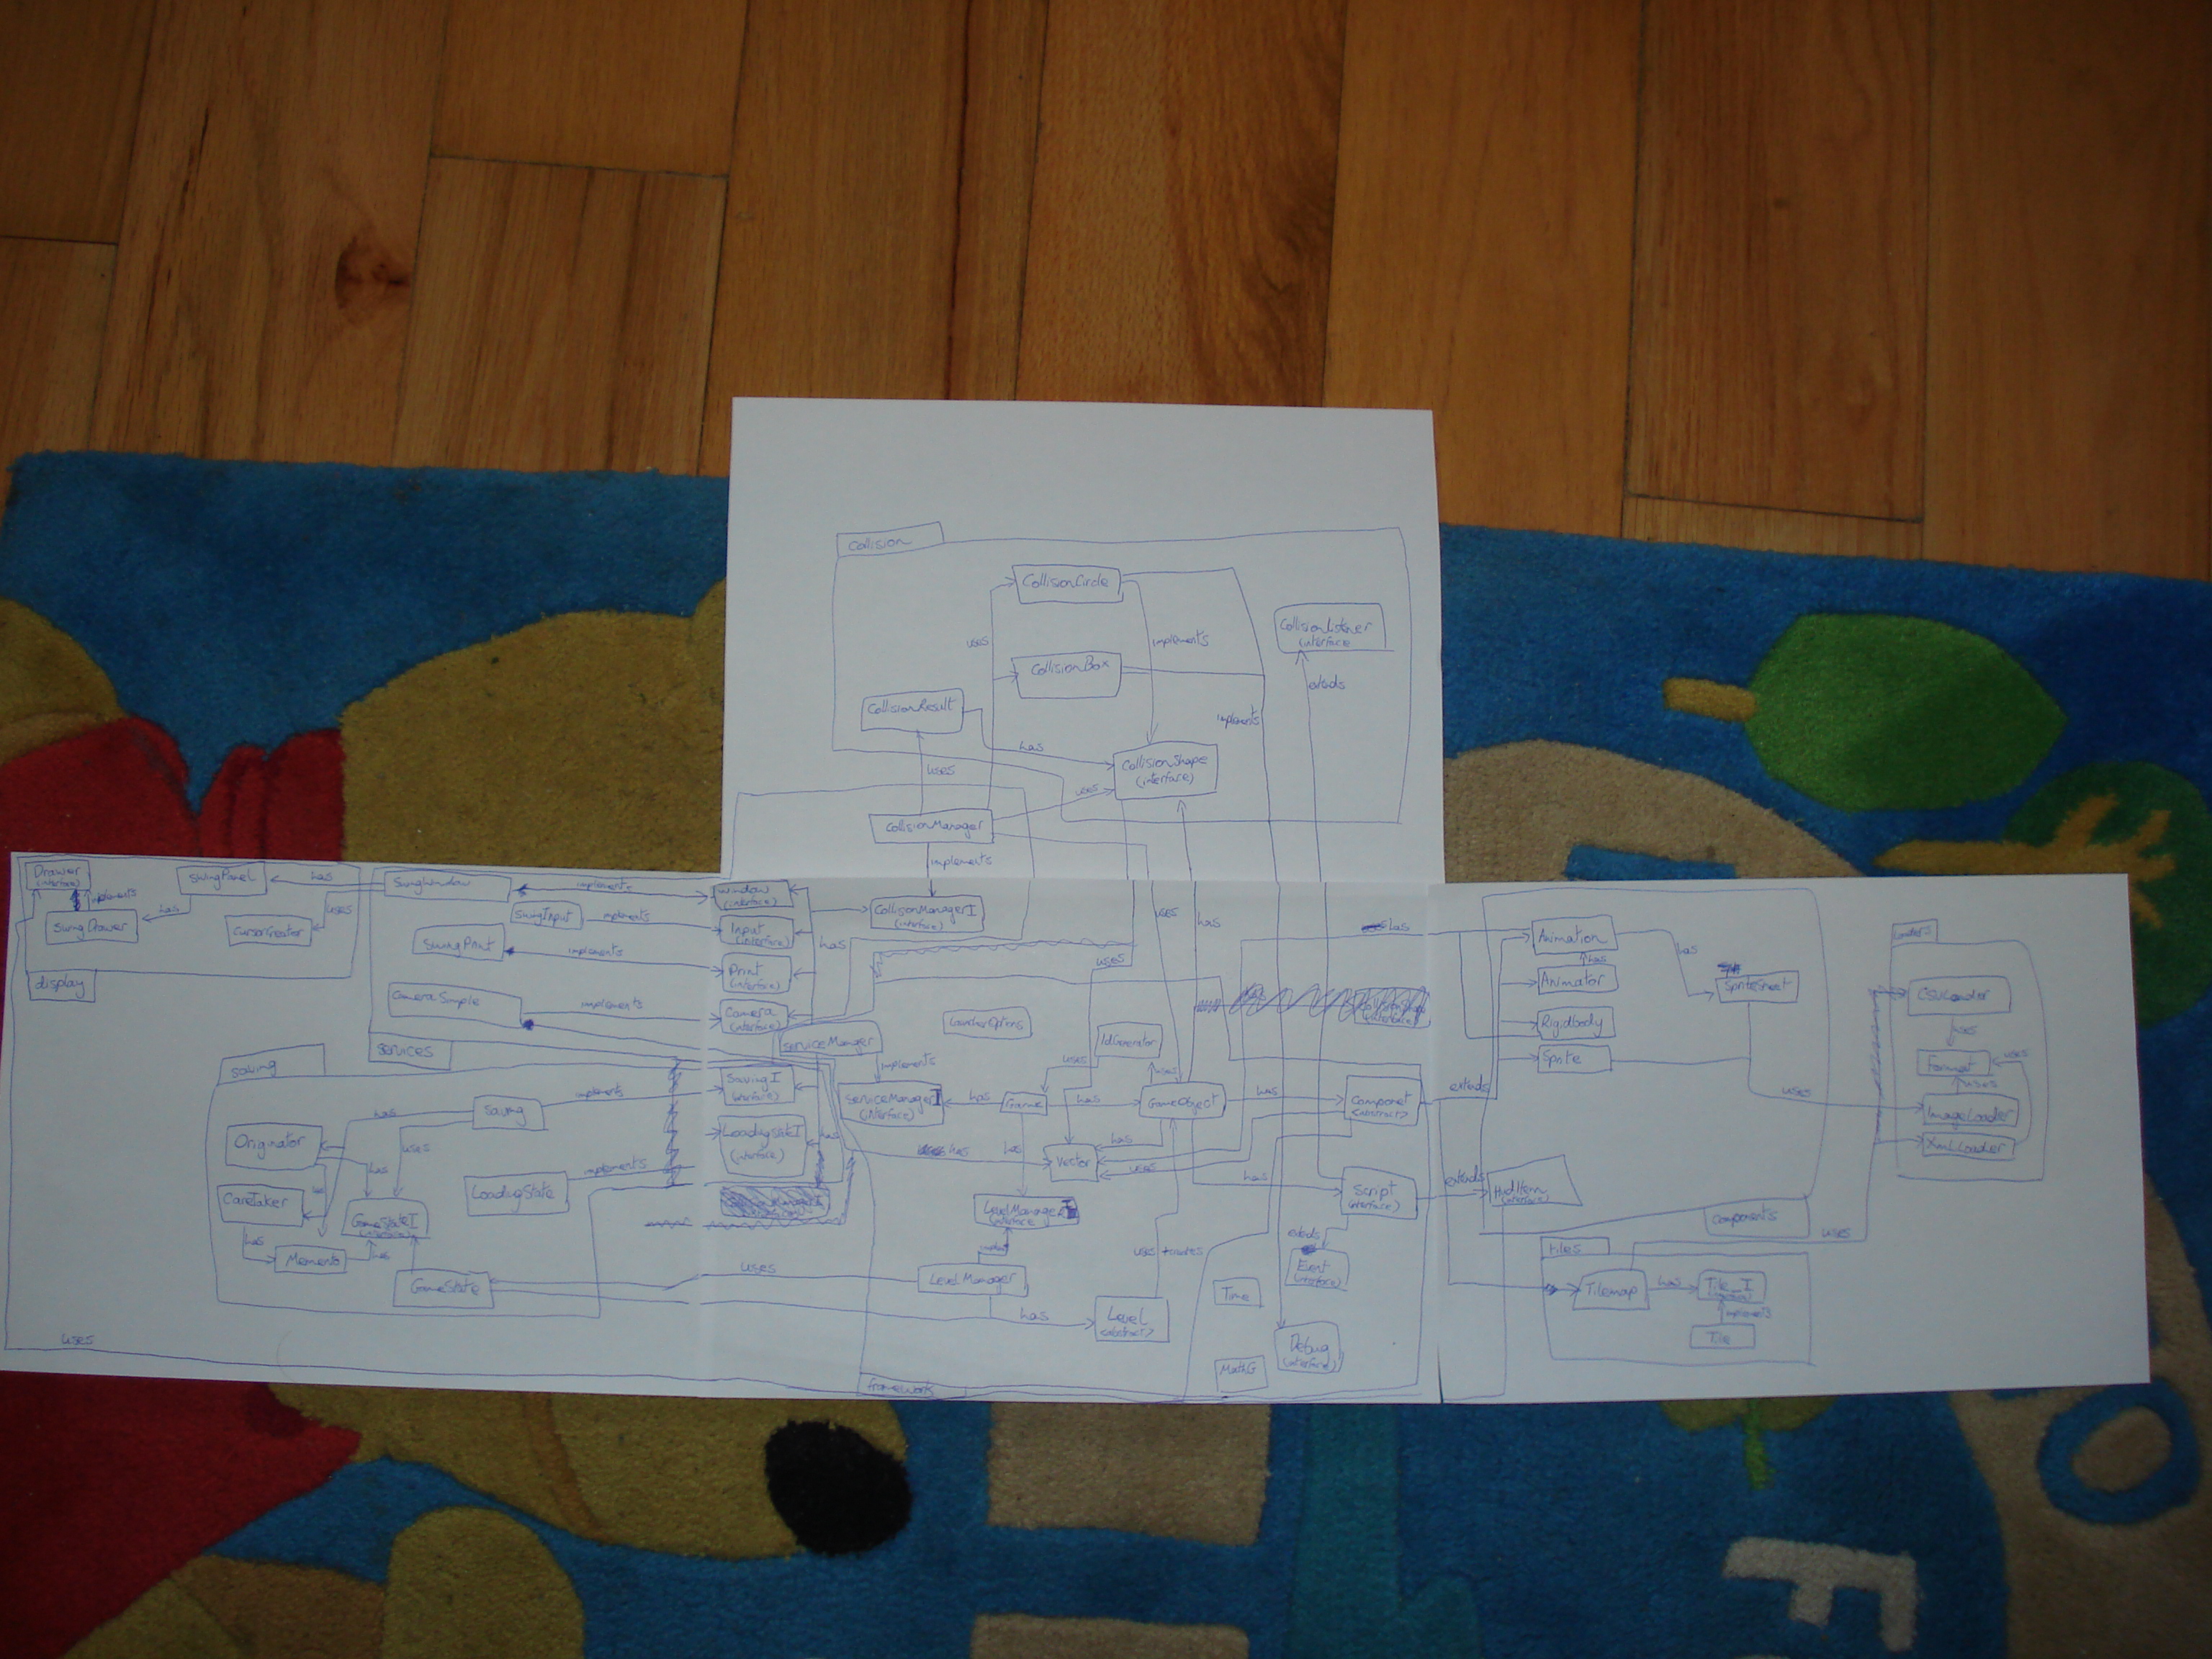 Collision
CollisionCircle
uses
implements
CollisionListener
(interface
CollisionBox
extends
CollisionResult
implements
has
CollisionShape
(interface)
uses
uses
CollisionManager
implements
Drawer
(interface)
implements
SwingDrawer
SwingPanel
has
has
SwingWindow
uses
CursorCreator
display
implements
SwingInput
implements
SwingPrint
implements
CameraSimple
implements
services
window
(interface)
Input
(interface)
Print
(interface)
Camera
(interface)
has
CollisionManagerI
(interface)
uses
has
uses
serviceManager
implements
LauncherOptions
IdGenerator
uses
uses
SavingI
(interface)
serviceManagerI
(interface)
has
Game
has
GameObject
has
Componet
<abstract>
extends
LoadingStateI
(interface)
has
has
has
Vector
has
uses
has
Script
(interface)
extends
LevelManagerI
(interface
LevelManager
uses
has
uses + creates
Level
<abstract>
extends
Event
(interface)
Time
Debug
(interface)
MathG
framework
saving
Saving
implements
has
Originator
has
uses
CareTaker
has
Memento
has
GameStateI
(interface)
LoadingState
implements
GameState
uses
has
Animation
has
Animator
has
SpriteSheet
Rigidbody
Sprite
uses
(interface)
components
uses
tiles
Tilemap
has
Tile_I
implements
Tile
Loaders
CSVLoader
uses
Format
uses
uses
ImageLoader
XmlLoader